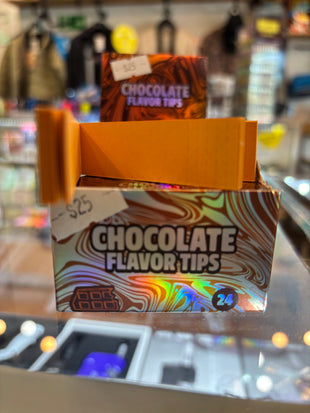 $25
CHOCOLATE
FLAVOR TIPS
$25
CHOCOLATE
FLAVOR TIPS
24